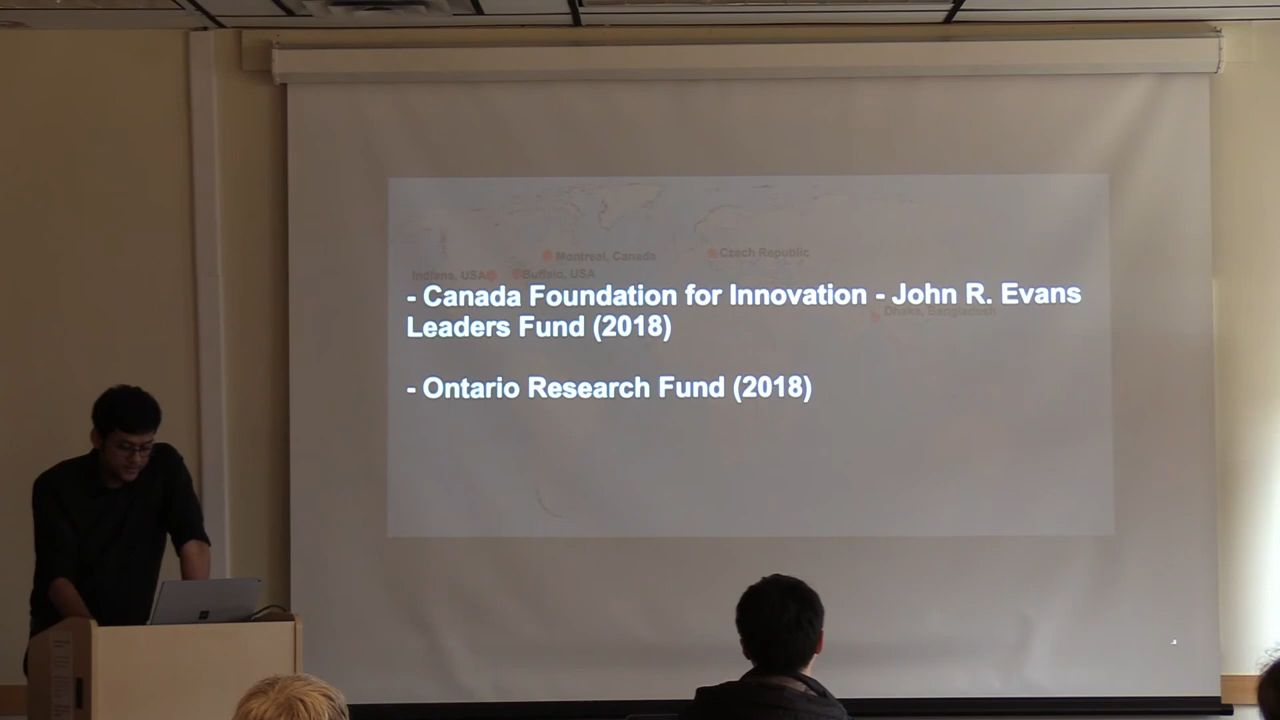 Montreal, Canada
Czech Republic
Indiana, USA
Buffalo, USA
- Canada Foundation for Innovation - John R. Evans
Dhaka, Bangladesh
Leaders Fund (2018)
- Ontario Research Fund (2018)